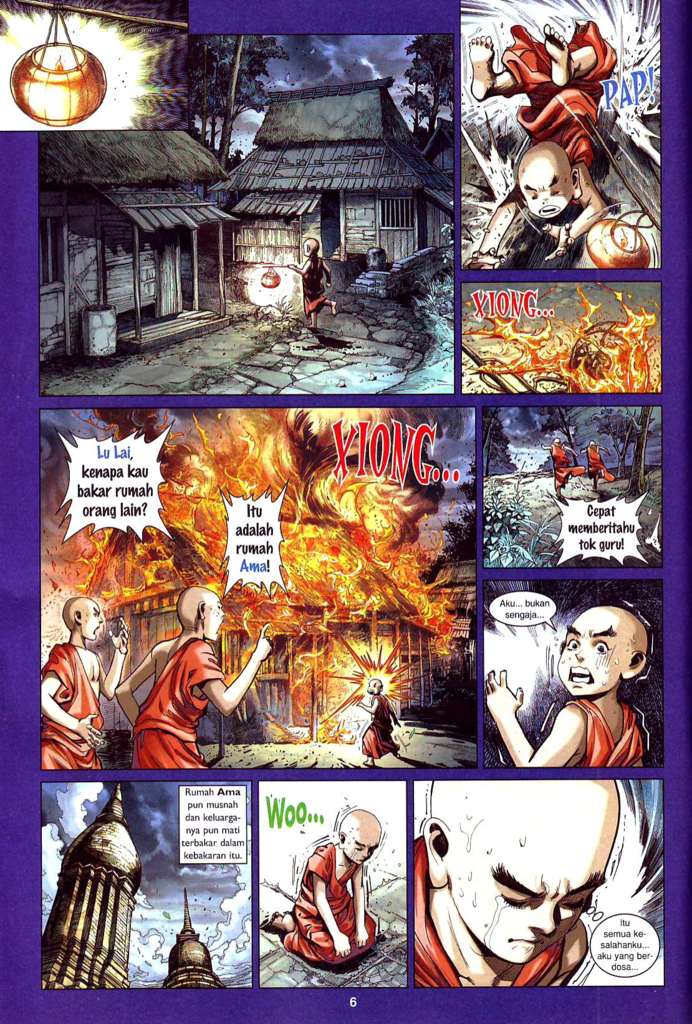 PAP!
XIONG...
Lu Lai,
kenapa kau
bakar rumah
orang lain?
Itu
adalah
rumah
Ama!
XIONG...
Cepat
memberitahu
tok guru!
Aku... bukan
sengaja...
Rumah Ama
pun musnah
dan keluarga-
nya pun mati
terbakar dalam
kebakaran itu.
Woo...
Itu
semua ke-
salahanku...
aku yang ber-
dosa...
6